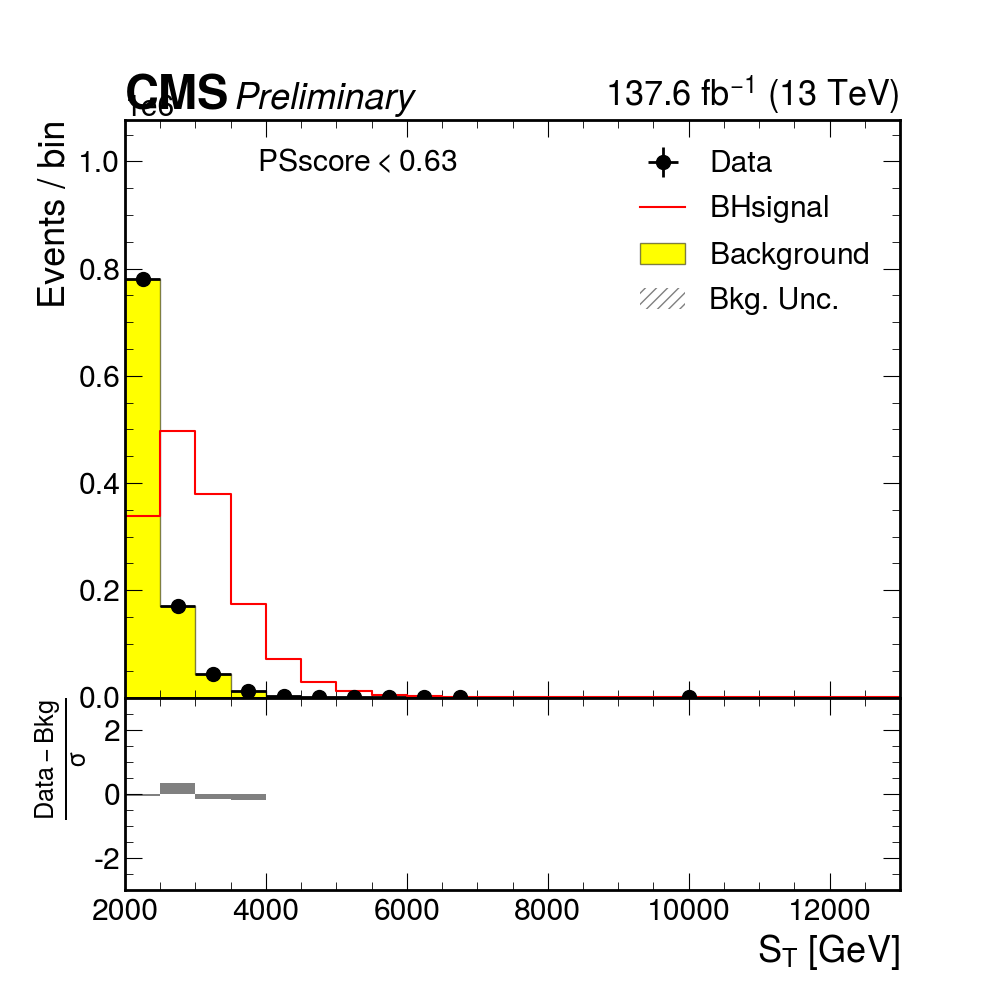 CMS Preliminary 137.6 fb⁻¹ (13 TeV)
1e6
Events / bin
PSscore < 0.63
Data
BHsignal
Background
Bkg. Unc.
1.0
0.8
0.6
0.4
0.2
0.0
Data – Bkg
σ
2
0
-2
2000 4000 6000 8000 10000 12000
S_T [GeV]